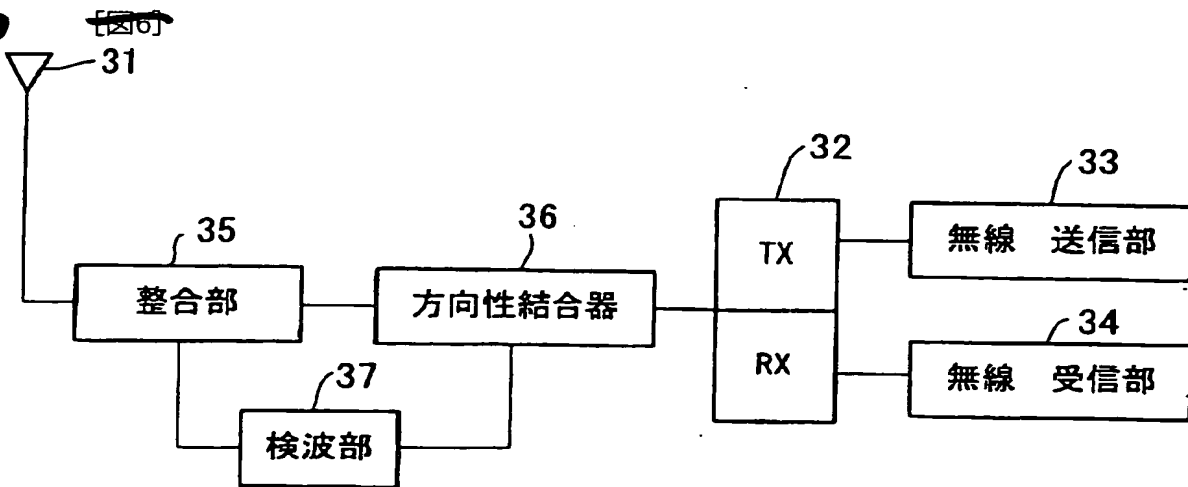 [図6]
31
32
33
TX
無線 送信部
35
36
整合部
方向性結合器
34
RX
無線 受信部
37
検波部